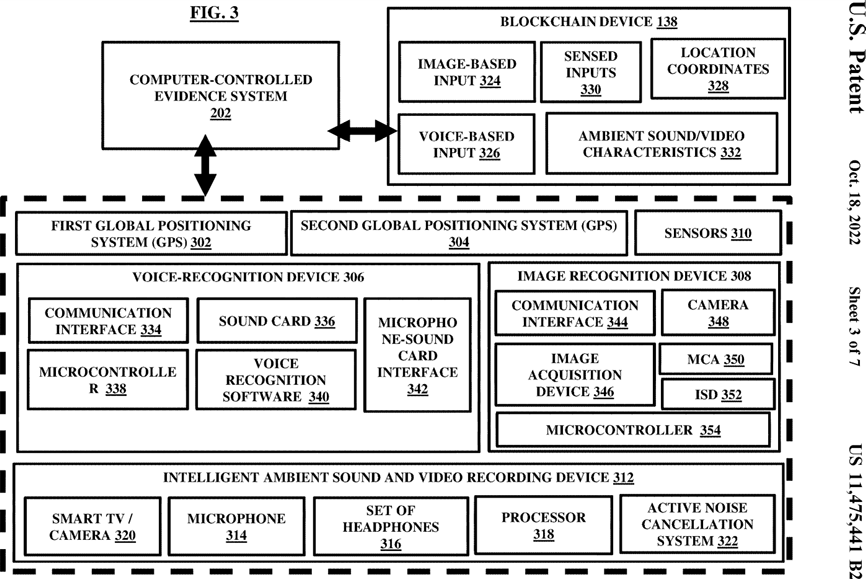 FIG. 3
COMPUTER-CONTROLLED
EVIDENCE SYSTEM
202
BLOCKCHAIN DEVICE 138
IMAGE-BASED
INPUT 324
SENSED
INPUTS
330
LOCATION
COORDINATES
328
VOICE-BASED
INPUT 326
AMBIENT SOUND/VIDEO
CHARACTERISTICS 332
FIRST GLOBAL POSITIONING
SYSTEM (GPS) 302
SECOND GLOBAL POSITIONING SYSTEM (GPS)
304
SENSORS 310
VOICE-RECOGNITION DEVICE 306
COMMUNICATION
INTERFACE 334
SOUND CARD 336
MICROPHO
NE-SOUND
CARD
INTERFACE
342
MICROCONTROLLE
R 338
VOICE
RECOGNITION
SOFTWARE 340
IMAGE RECOGNITION DEVICE 308
COMMUNICATION
INTERFACE 344
CAMERA
348
IMAGE
ACQUISITION
DEVICE 346
MCA 350
ISD 352
MICROCONTROLLER 354
INTELLIGENT AMBIENT SOUND AND VIDEO RECORDING DEVICE 312
SMART TV /
CAMERA 320
MICROPHONE
314
SET OF
HEADPHONES
316
PROCESSOR
318
ACTIVE NOISE
CANCELLATION
SYSTEM 322
U.S. Patent
Oct. 18, 2022
Sheet 3 of 7
US 11,475,441 B2